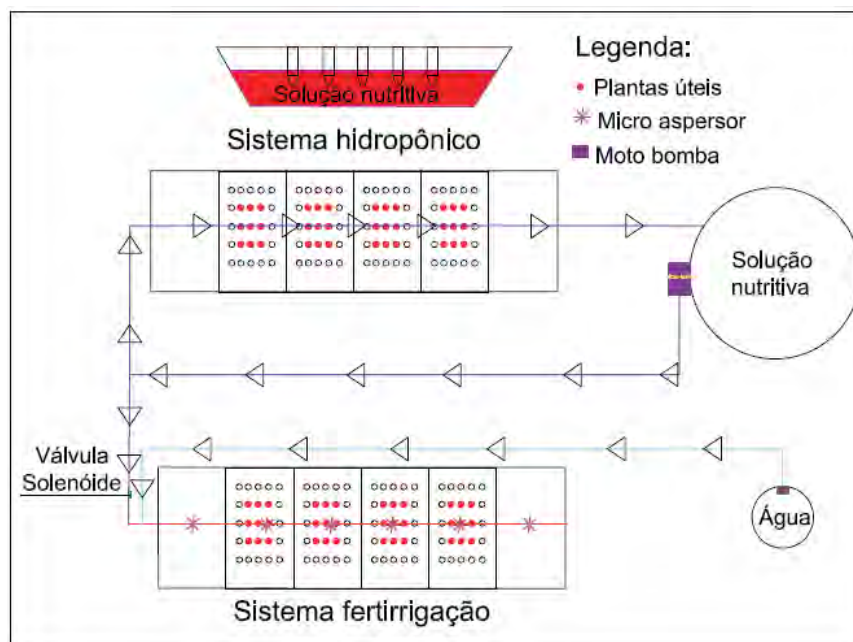 Legenda:
Plantas úteis
Micro aspersor
Moto bomba
Solução nutritiva
Sistema hidropônico
Solução
nutritiva
Válvula
Solenóide
Água
Sistema fertirrigação